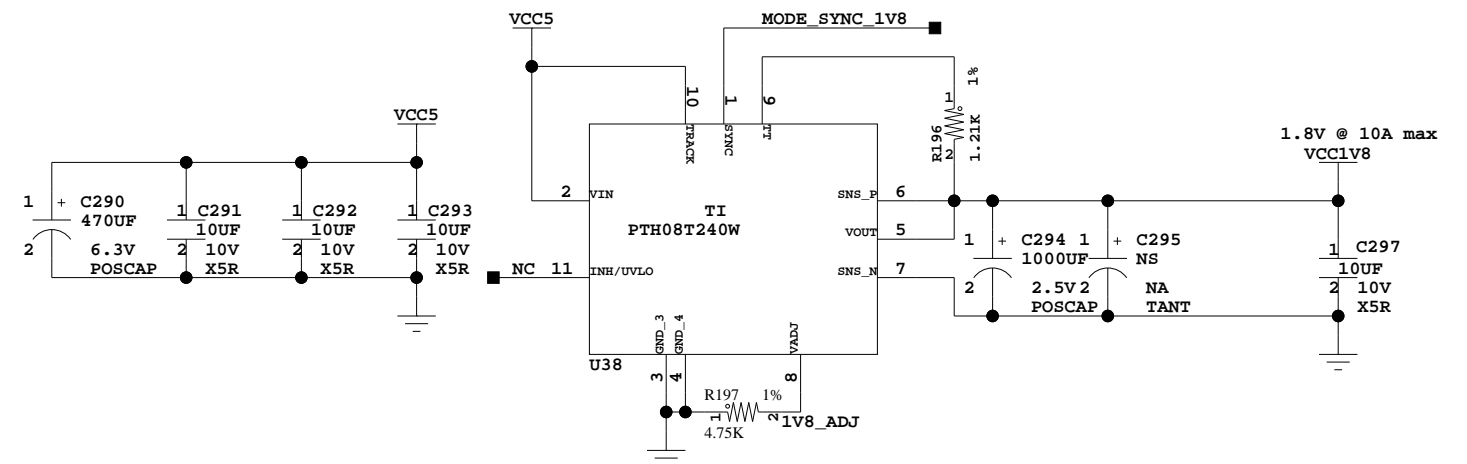 VCC5
MODE_SYNC_1V8
VCC5
1 + C290
470UF
2 6.3V
POSCAP
1 C291
10UF
2 10V
X5R
1 C292
10UF
2 10V
X5R
1 C293
10UF
2 10V
X5R
10
1
9
TRACK
SYNC
TT
1 1%
R196 1.21K
2
2 VIN
TI
PTH08T240W
NC 11 INH/UVLO
SNS_P 6
VOUT 5
SNS_N 7
GND_3
GND_4
VADJ
U38
3
4
8
R197 1%
1 2
4.75K
1V8_ADJ
1.8V @ 10A max
VCC1V8
1 + C294
1000UF
2 2.5V
POSCAP
1 + C295
NS
2 NA
TANT
1 C297
10UF
2 10V
X5R